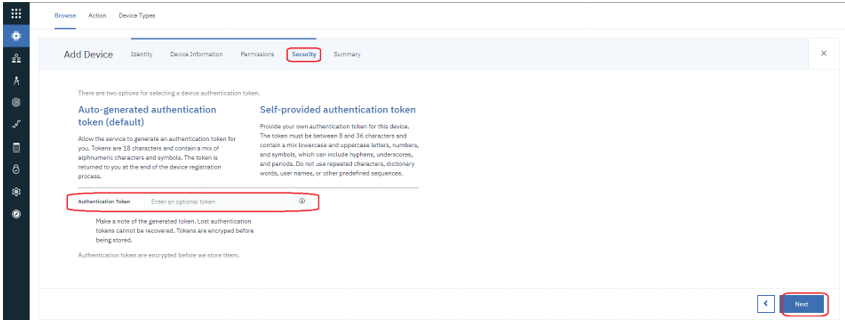 Browse Action Device Types
Add Device Identity Device Information Permissions Security Summary
There are two options for selecting a device authentication token.
Auto-generated authentication
token (default)
Allow the service to generate an authentication token for
you. Tokens are 18 characters and contain a mix of
alphnumeric characters and symbols. The token is
returned to you at the end of the device registration
process.
Self-provided authentication token
Provide your own authentication token for this device.
The token must be between 8 and 36 characters and
contain a mix lowercase and uppercase letters, numbers,
and symbols, which can include hyphens, underscores,
and periods. Do not use repeated characters, dictionary
words, user names, or other predefined sequences.
Authentication Token Enter an optional token
Make a note of the generated token. Lost authentication
tokens cannot be recovered. Tokens are encryped before
being stored.
Authentication token are encrypted before we store them.
Next